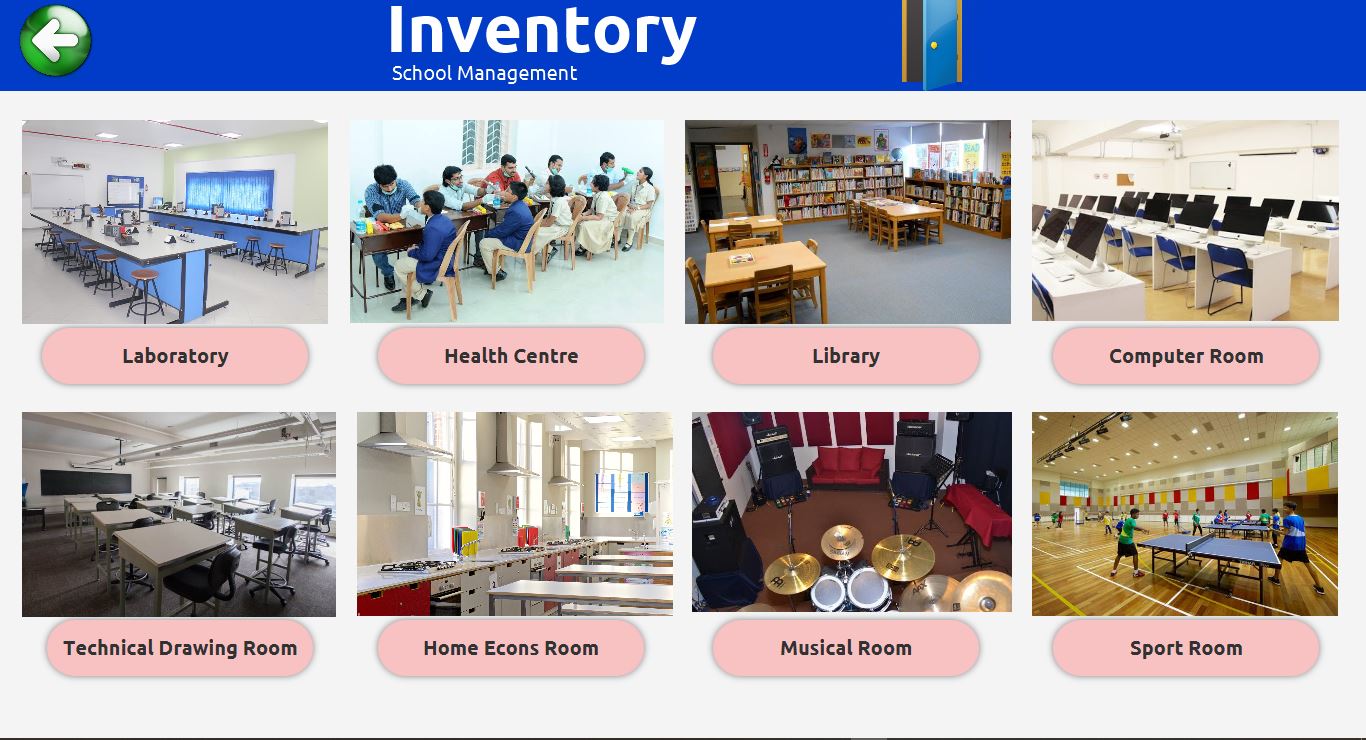 Inventory
School Management
READ
Laboratory
Health Centre
Library
Computer Room
Technical Drawing Room
Home Econs Room
Musical Room
Sport Room